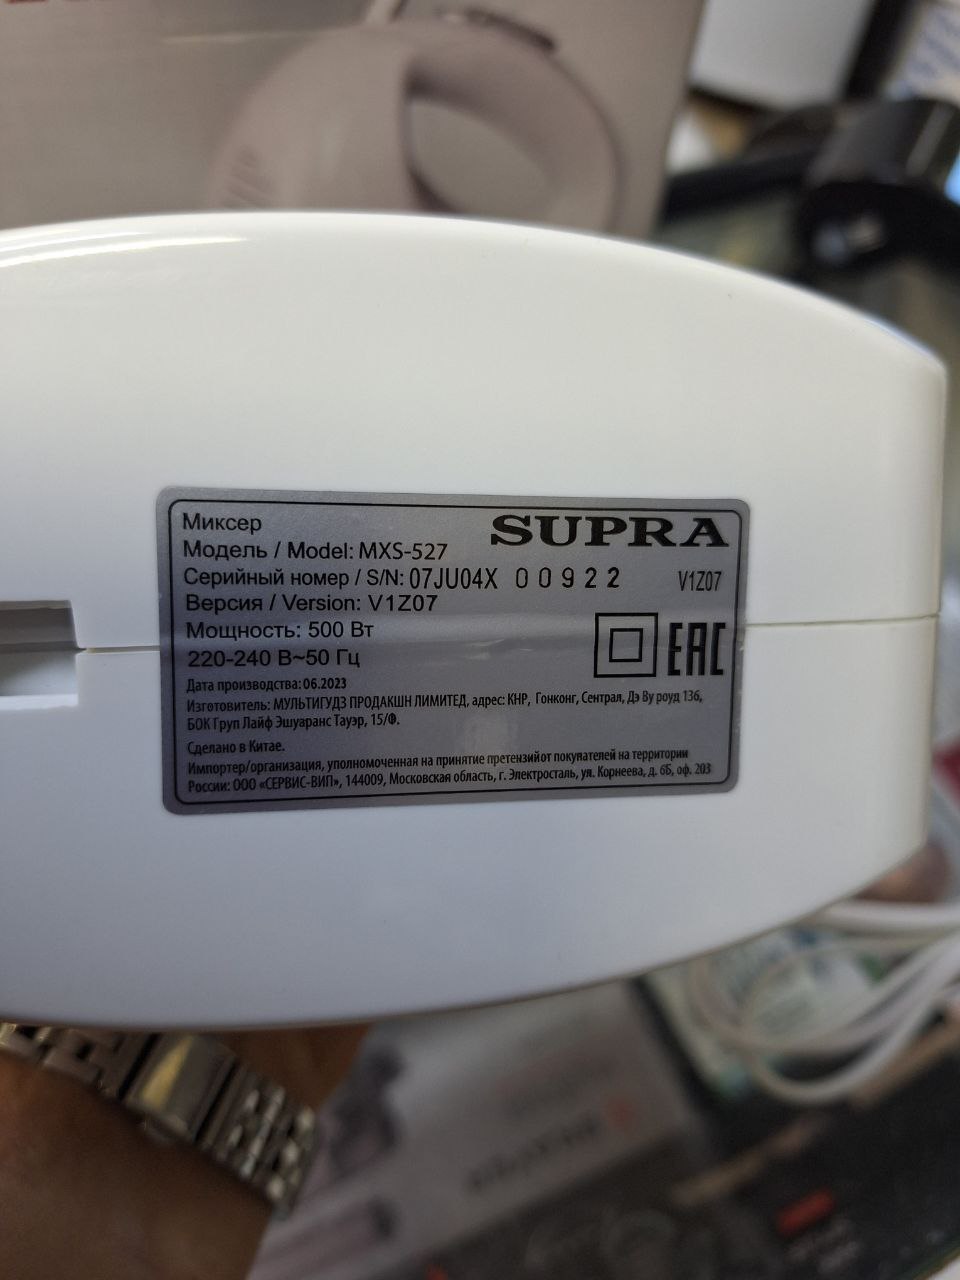 Миксер
SUPRA
Модель / Model: MXS-527
Серийный номер / S/N: 07JU04X 00922 V1Z07
Версия / Version: V1Z07
Мощность: 500 Вт
220-240 В~50 Гц
EAC
Дата производства: 06.2023
Изготовитель: МУЛЬТИГУДЗ ПРОДАКШН ЛИМИТЕД, адрес: КНР, Гонконг, Сентрал, Дэ Ву роуд 136,
БОК Груп Лайф Эшуаранс Тауэр, 15/Ф.
Сделано в Китае.
Импортер/организация, уполномоченная на принятие претензийот покупателей на территории
России: ООО «СЕРВИС-ВИП», 144009, Московская область, г. Электросталь, ул. Корнеева, д. 6Б, оф. 203